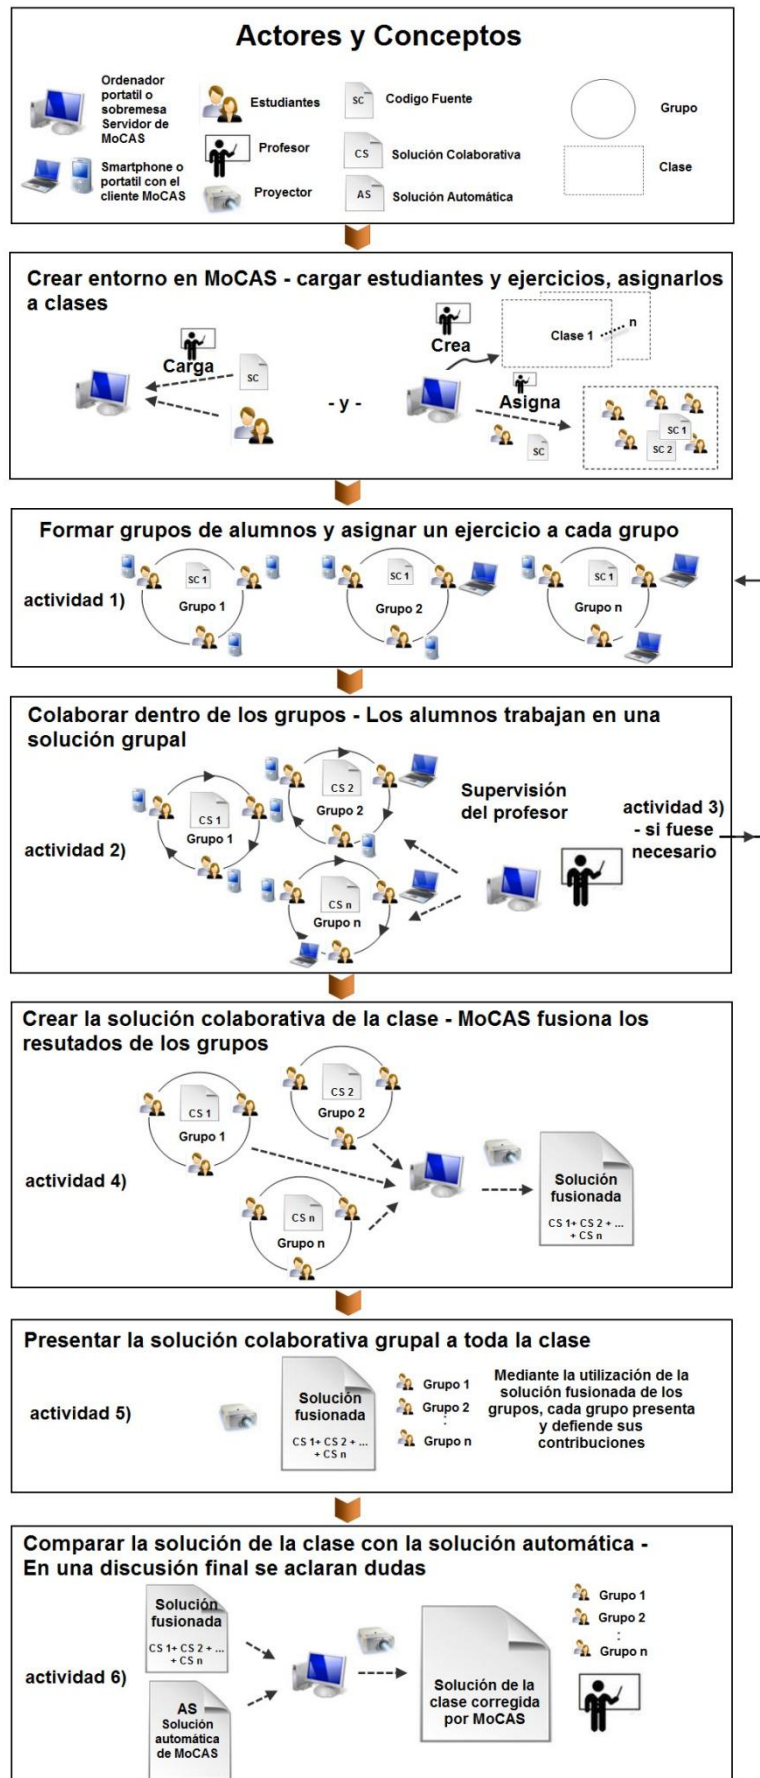 Actores y Conceptos
Ordenador
portatil o
sobremesa
Servidor de
MoCAS
Smartphone o
portatil con el
cliente MoCAS
Estudiantes
Profesor
Proyector
SC
Codigo Fuente
CS
Solución Colaborativa
AS
Solución Automática
Grupo
Clase
Crear entorno en MoCAS - cargar estudiantes y ejercicios, asignarlos
a clases
Carga
SC
- y -
Crea
Clase 1
n
Asigna
SC
SC 1
SC 2
Formar grupos de alumnos y asignar un ejercicio a cada grupo
actividad 1)
SC 1
Grupo 1
SC 1
Grupo 2
SC 1
Grupo n
Colaborar dentro de los grupos - Los alumnos trabajan en una
solución grupal
actividad 2)
CS 1
Grupo 1
CS 2
Grupo 2
CS n
Grupo n
Supervisión
del profesor
actividad 3)
- si fuese
necesario
Crear la solución colaborativa de la clase - MoCAS fusiona los
resutados de los grupos
actividad 4)
CS 1
Grupo 1
CS 2
Grupo 2
CS n
Grupo n
Solución
fusionada
CS 1+ CS 2 + ...
+ CS n
Presentar la solución colaborativa grupal a toda la clase
actividad 5)
Solución
fusionada
CS 1+ CS 2 + ...
+ CS n
Grupo 1
Grupo 2
:
Grupo n
Mediante la utilización de la
solución fusionada de los
grupos, cada grupo presenta
y defiende sus
contribuciones
Comparar la solución de la clase con la solución automática -
En una discusión final se aclaran dudas
actividad 6)
Solución
fusionada
CS 1+ CS 2 + ...
+ CS n
AS
Solución
automática
de MoCAS
Solución de la
clase corregida
por MoCAS
Grupo 1
Grupo 2
:
Grupo n